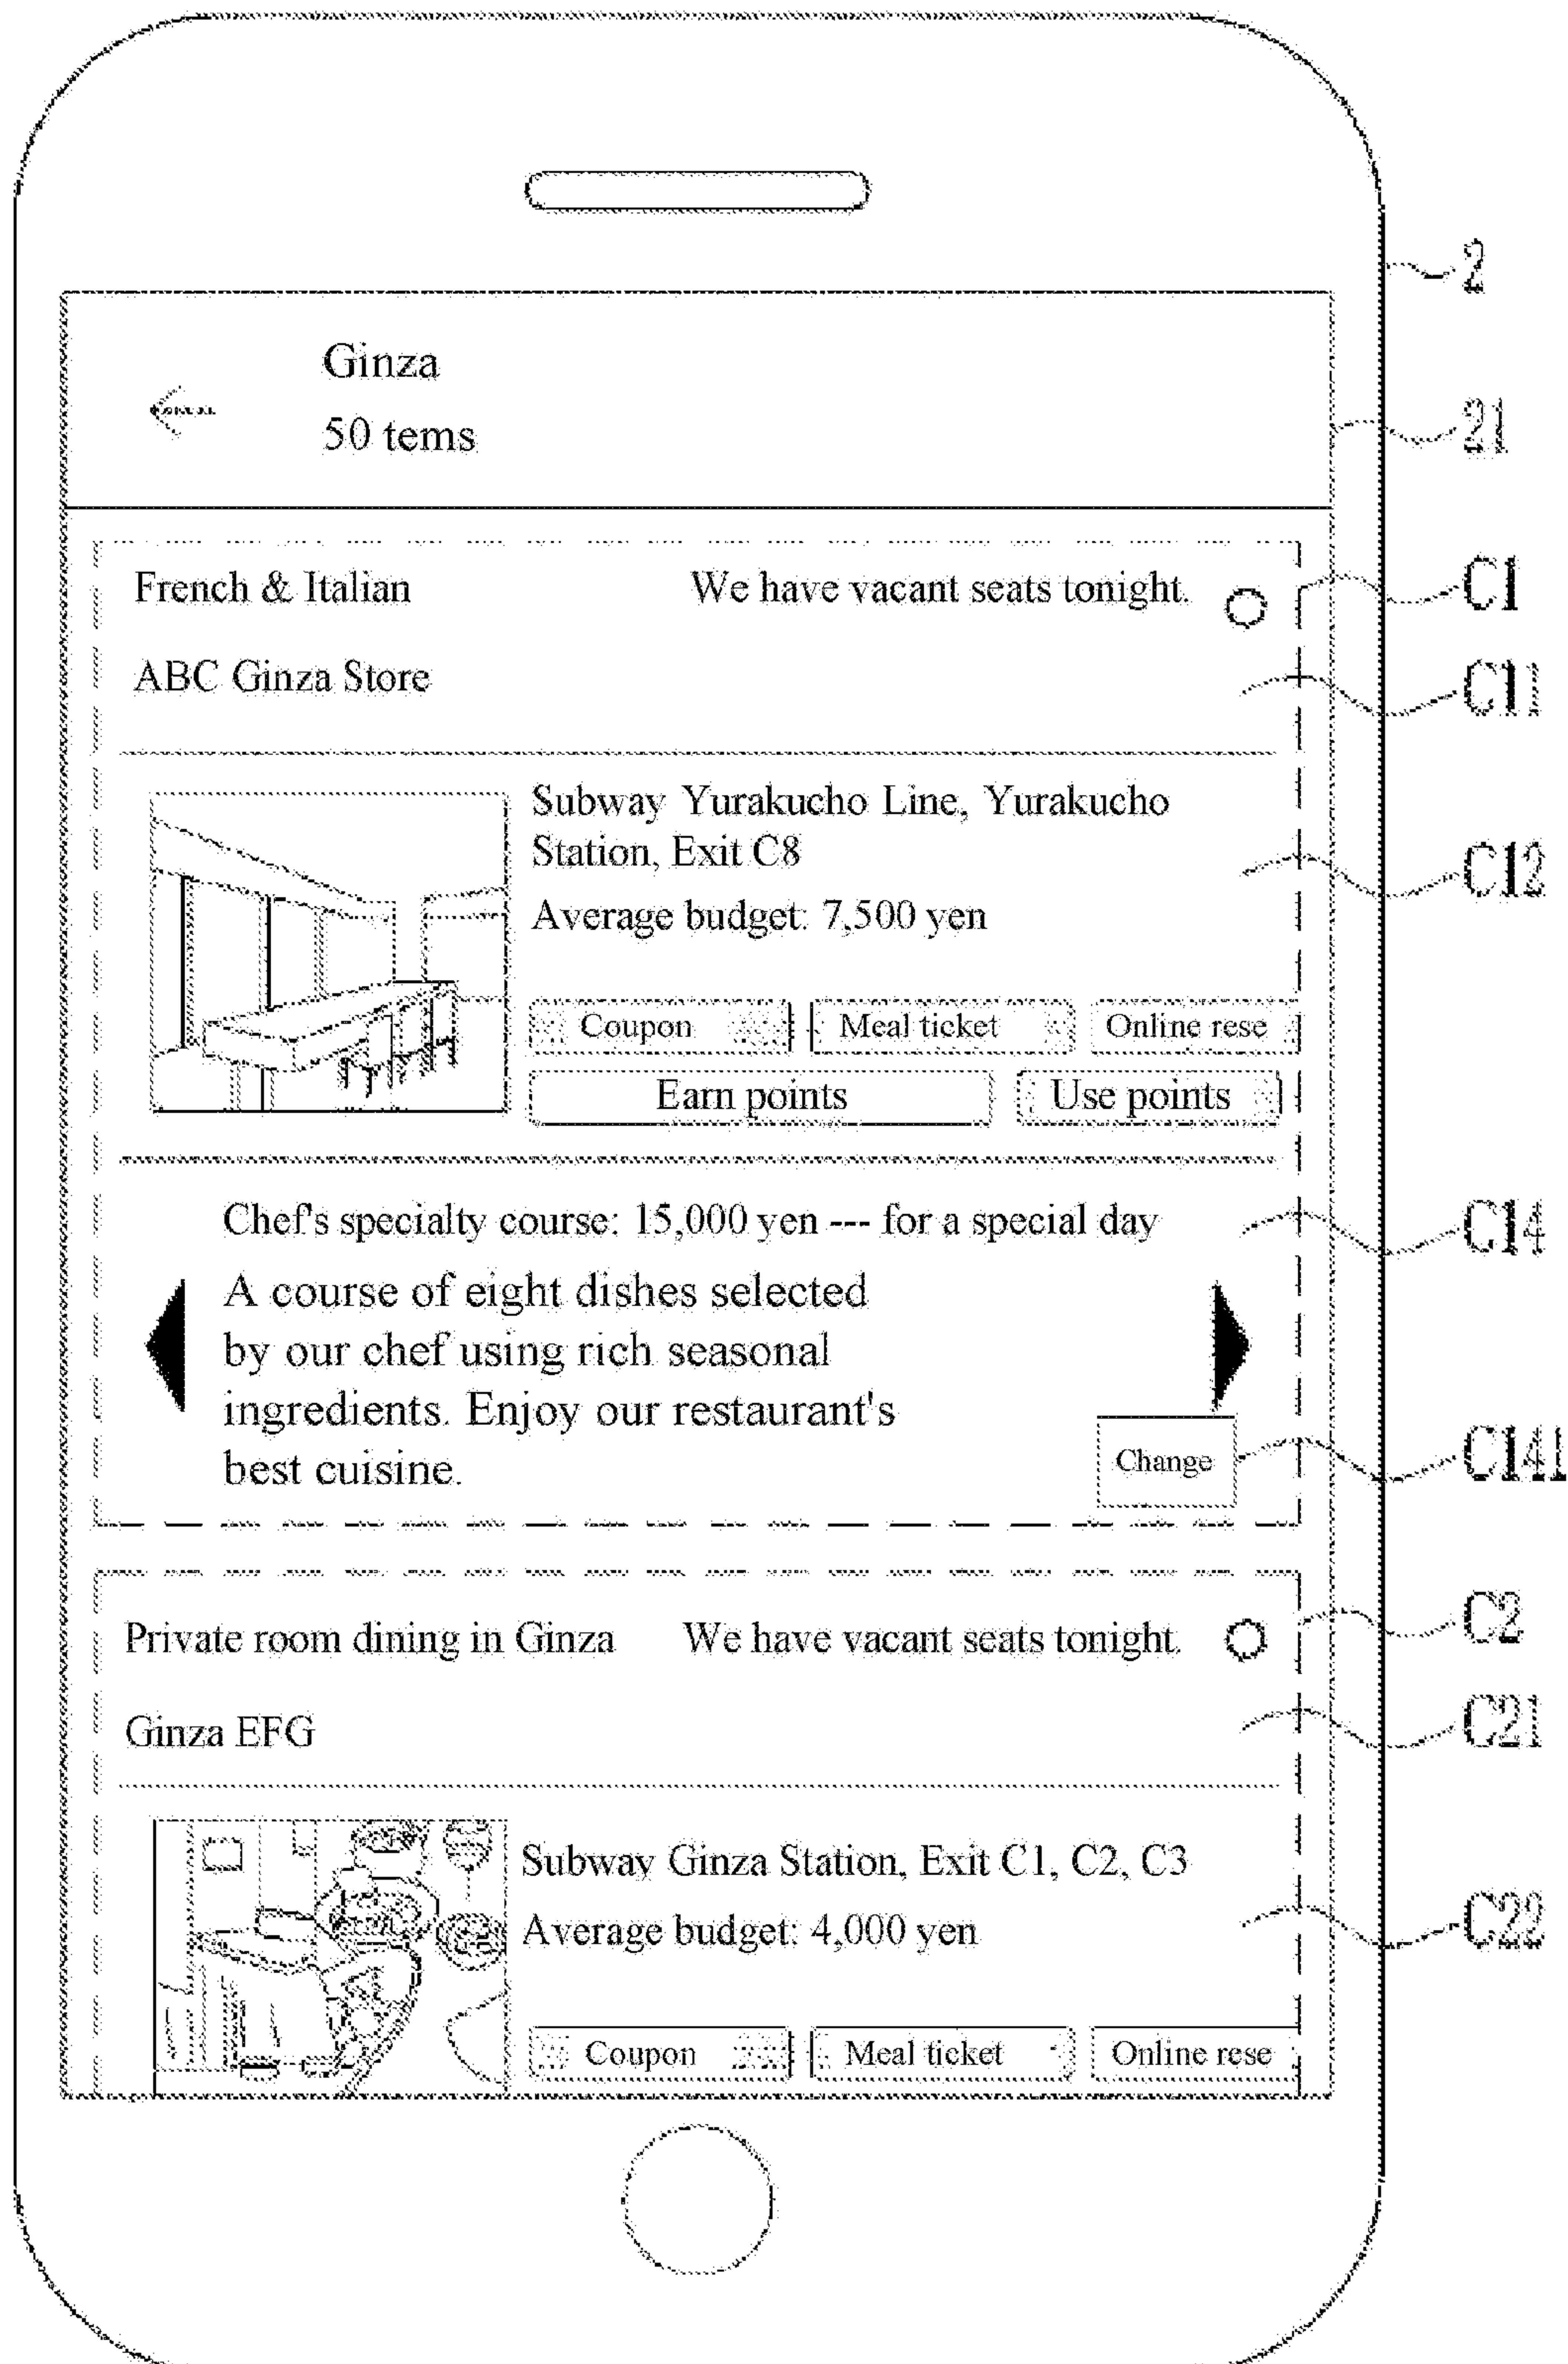 2
Ginza
50 tems
21
French & Italian
We have vacant seats tonight.
C1
ABC Ginza Store
C11
Subway Yurakucho Line, Yurakucho
Station, Exit C8
C12
Average budget: 7,500 yen
Coupon
Meal ticket
Online rese
Earn points
Use points
Chef's specialty course: 15,000 yen --- for a special day
C14
A course of eight dishes selected
by our chef using rich seasonal
ingredients. Enjoy our restaurant's
best cuisine.
Change
C141
Private room dining in Ginza
We have vacant seats tonight.
C2
Ginza EFG
C21
Subway Ginza Station, Exit C1, C2, C3
Average budget: 4,000 yen
C22
Coupon
Meal ticket
Online rese